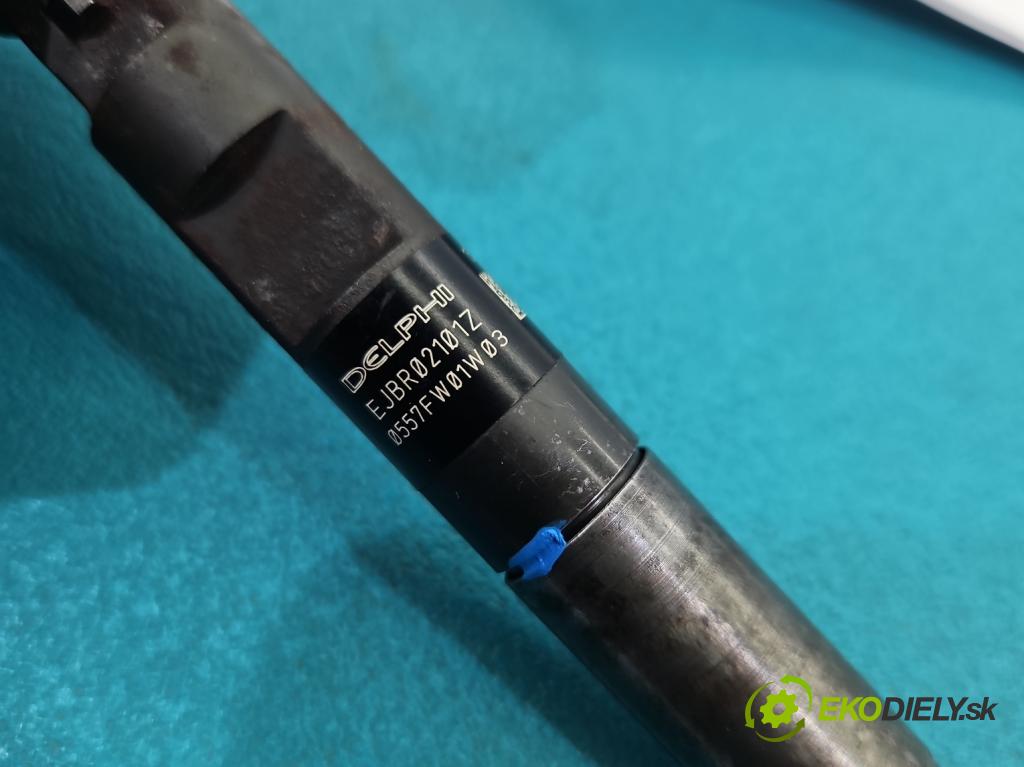 DELPHI
EJBR02101Z
0557FW01W03
EKODIELY.sk